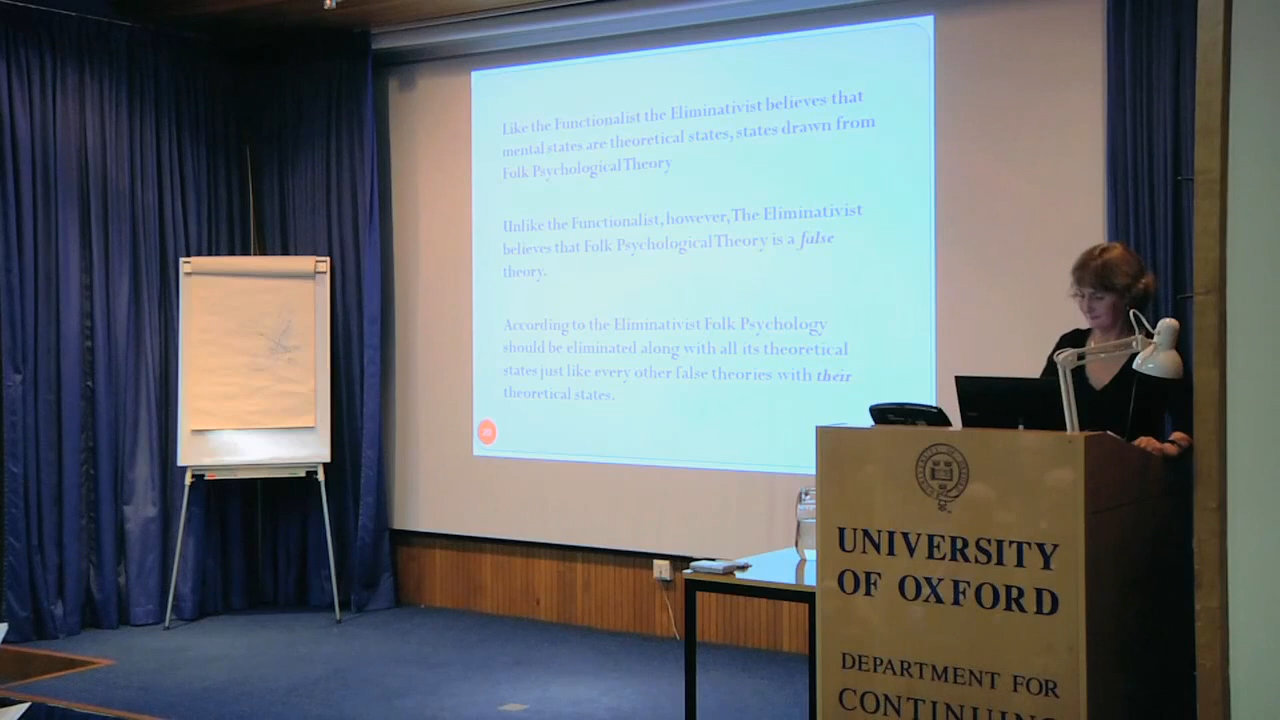 Like the Functionalist the Eliminativist believes that
mental states are theoretical states, states drawn from
Folk Psychological Theory
Unlike the Functionalist, however, The Eliminativist
believes that Folk Psychological Theory is a false
theory.
According to the Eliminativist Folk Psychology
should be eliminated along with all its theoretical
states just like every other false theories with their
theoretical states.
20
UNIVERSITY
OF OXFORD
DEPARTMENT FOR
CONTINUING